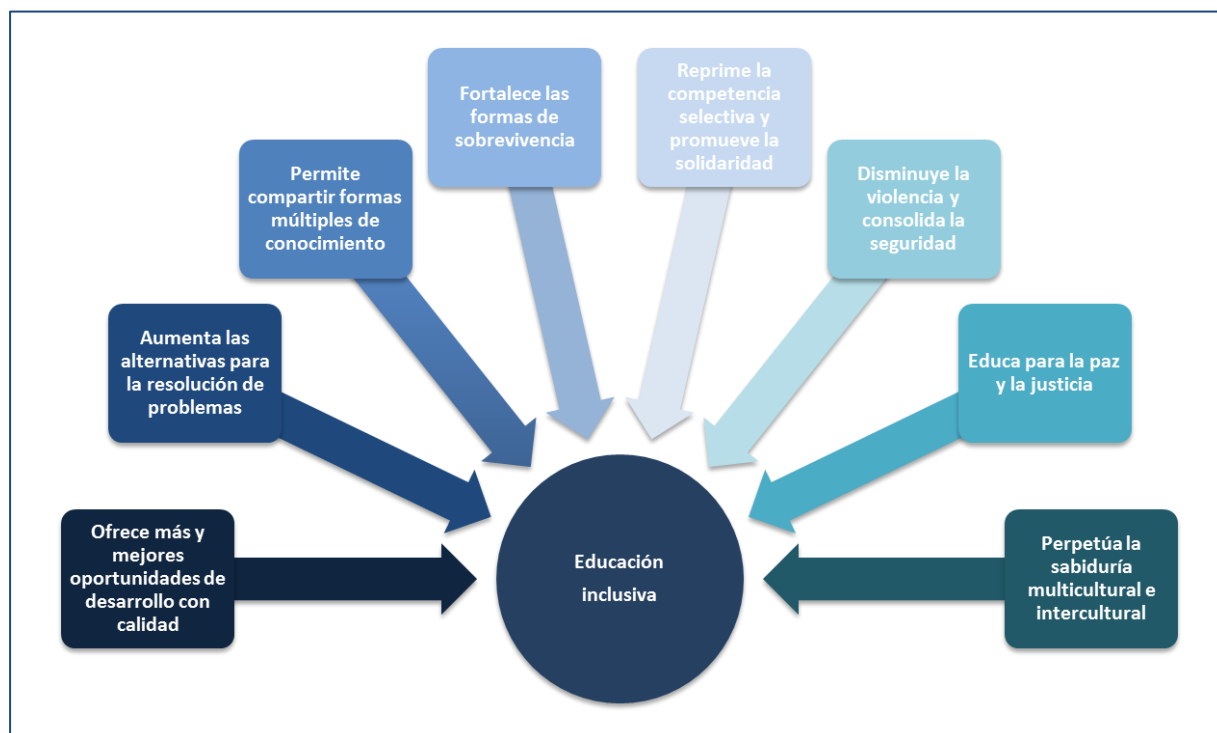 Ofrece más y
mejores
oportunidades de
desarrollo con
calidad
Aumenta las
alternativas para
la resolución de
problemas
Permite
compartir formas
múltiples de
conocimiento
Fortalece las
formas de
sobrevivencia
Reprime la
competencia
selectiva y
promueve la
solidaridad
Disminuye la
violencia y
consolida la
seguridad
Educa para la paz
y la justicia
Perpetúa la
sabiduría
multicultural e
intercultural
Educación
inclusiva